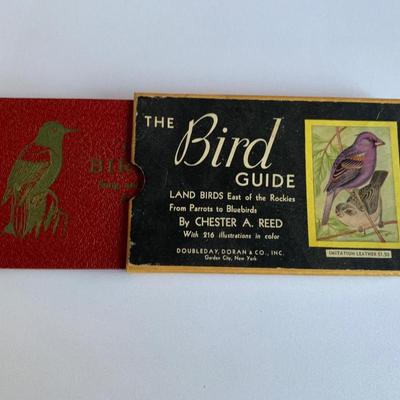 THE
Bird
GUIDE
LAND BIRDS East of the Rockies
From Parrots to Bluebirds
By CHESTER A. REED
With 216 illustrations in color
DOUBLEDAY, DORAN & CO., INC.
Garden City, New York
IMITATION LEATHER $1.50